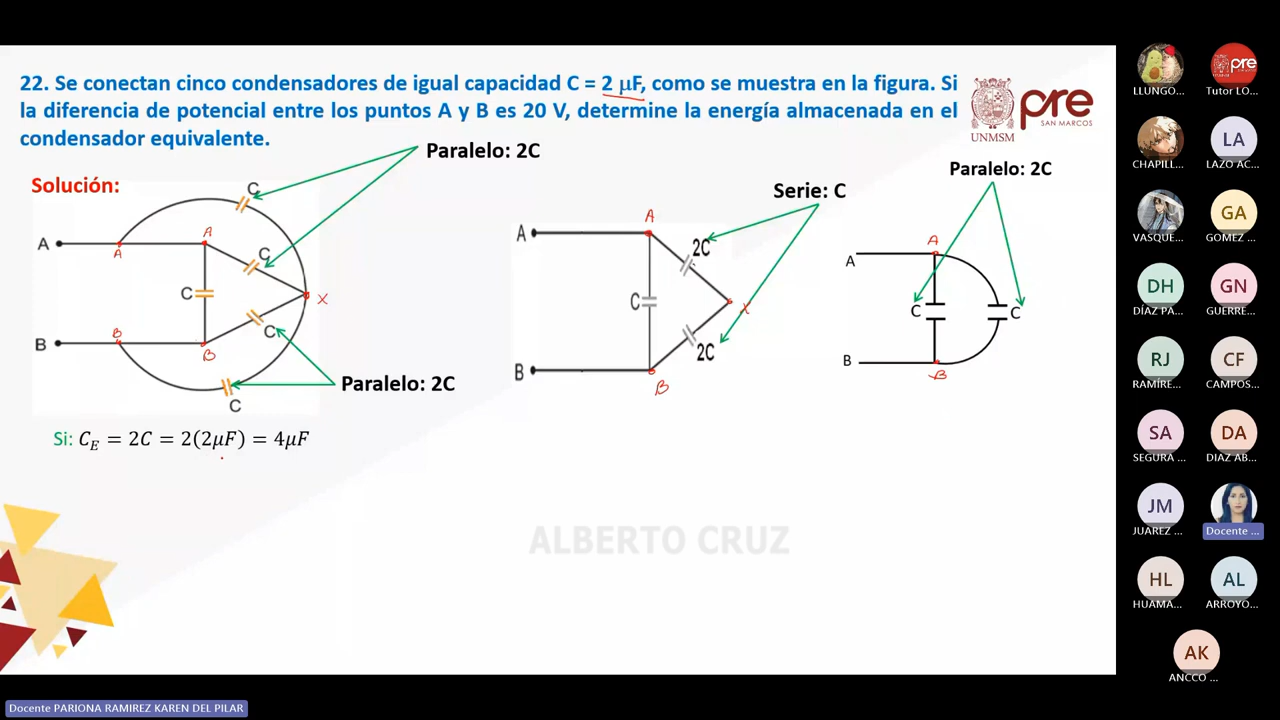 22. Se conectan cinco condensadores de igual capacidad C = 2 μF, como se muestra en la figura. Si
la diferencia de potencial entre los puntos A y B es 20 V, determine la energía almacenada en el
condensador equivalente.
UNMSM
pre
SAN MARCOS
Solución:
Paralelo: 2C
C
A
A
A
C
C
X
B
B
B
C
C
Paralelo: 2C
Serie: C
A
A
2C
C
X
2C
B
B
Paralelo: 2C
A
A
C
C
B
B
Si: C_E = 2C = 2(2μF) = 4μF
ALBERTO CRUZ
LLUNGO...
Tutor LO...
CHAPILL...
LA
LAZO AC...
VASQUE...
GA
GOMEZ ...
DH
DÍAZ PA...
GN
GUERRE...
RJ
RAMÍRE...
CF
CAMPOS...
SA
SEGURA ...
DA
DIAZ AB...
JM
JUAREZ ...
Docente ...
HL
HUAMA...
AL
ARROYO...
AK
ANCCO ...
Docente PARIONA RAMIREZ KAREN DEL PILAR